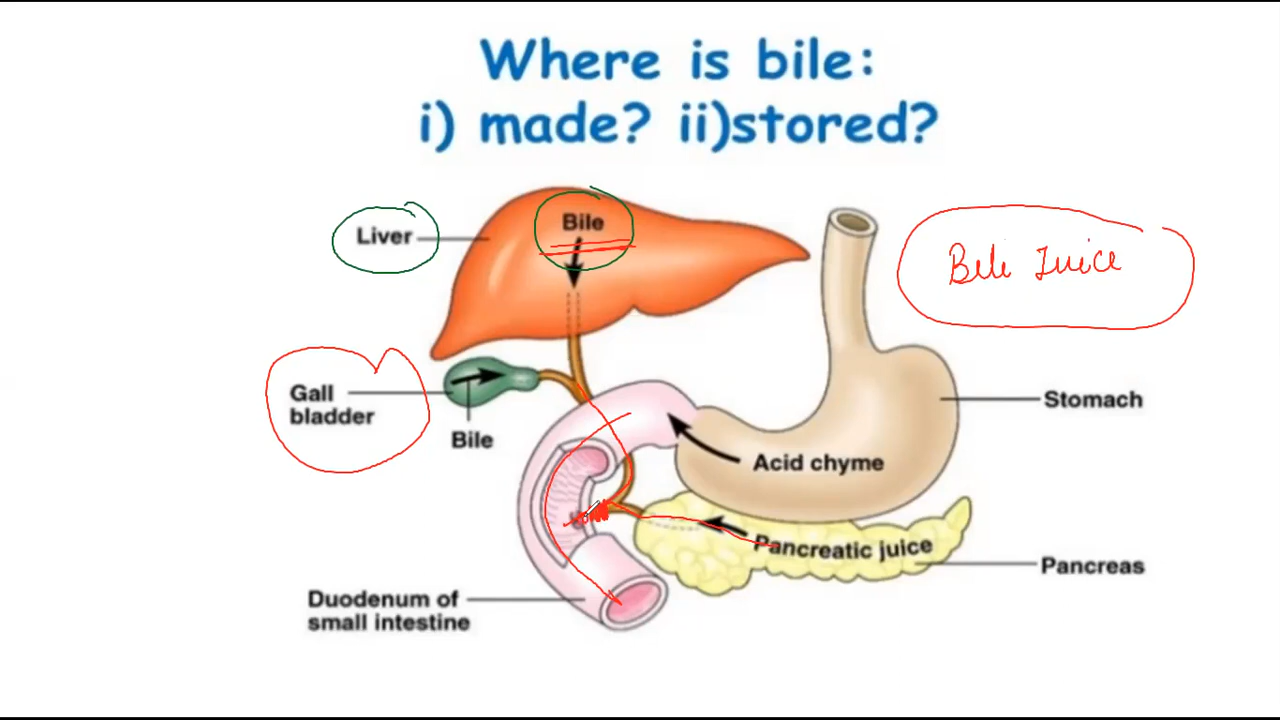 Where is bile:
i) made? ii)stored?
Liver
Bile
Bile Juice
Gall
bladder
Bile
Stomach
Acid chyme
Pancreatic juice
Pancreas
Duodenum of
small intestine